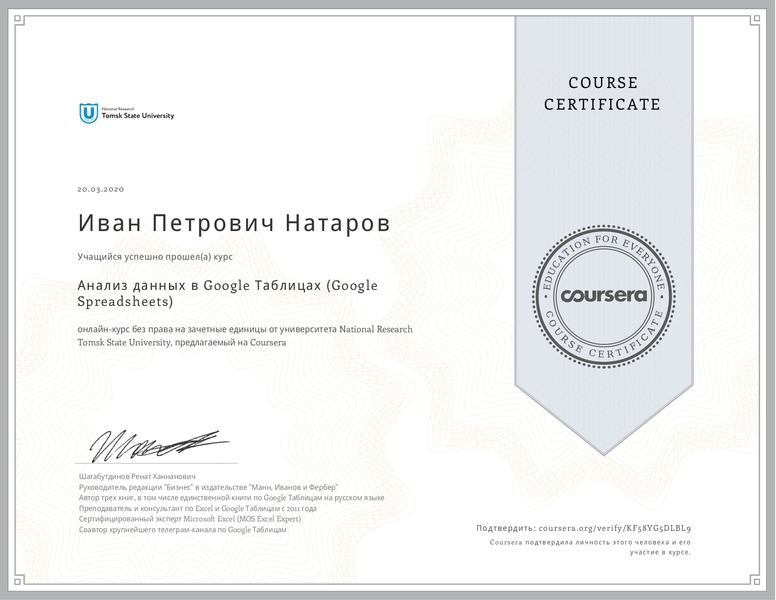 COURSE
CERTIFICATE
National Research
Tomsk State University
20.03.2020
Иван Петрович Натаров
Учащийся успешно прошел(а) курс
Анализ данных в Google Таблицах (Google
Spreadsheets)
онлайн-курс без права на зачетные единицы от университета National Research
Tomsk State University, предлагаемый на Coursera
EDUCATION FOR EVERYONE
coursera
COURSE CERTIFICATE
Шагабутдинов Ренат Ханнанович
Руководитель редакции "Бизнес" в издательстве "Манн, Иванов и Фербер"
Автор трех книг, в том числе единственной книги по Google Таблицам на русском языке
Преподаватель и консультант по Excel и Google Таблицам с 2011 года
Сертифицированный эксперт Microsoft Excel (MOS Excel Expert)
Соавтор крупнейшего телеграм-канала по Google Таблицам
Подтвердить: coursera.org/verify/KF58YG5DLBL9
Coursera подтвердила личность этого человека и его
участие в курсе.